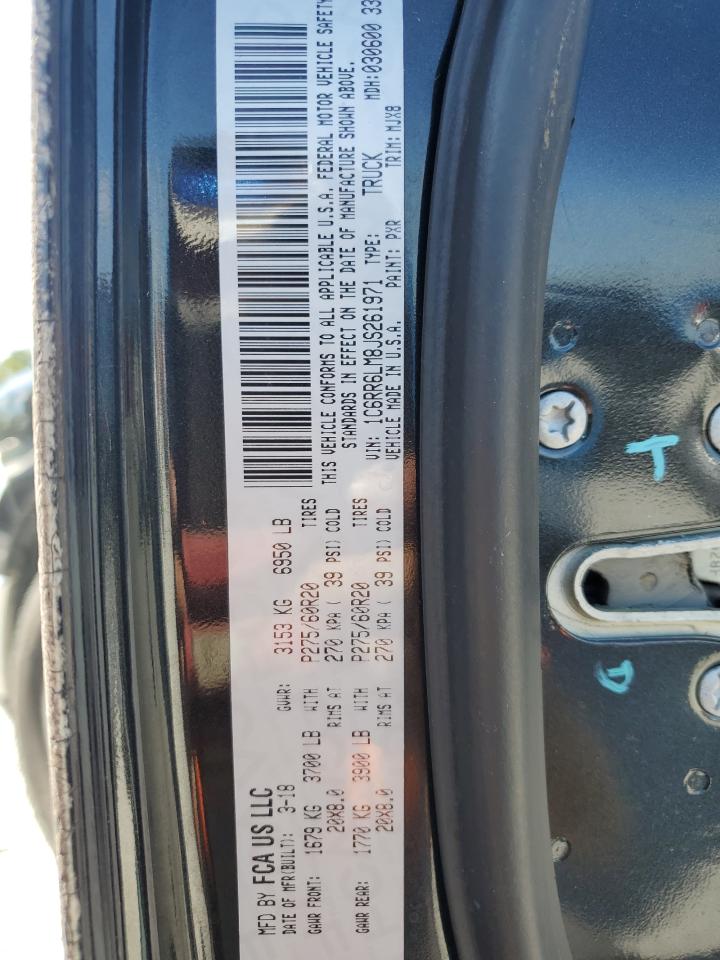 MFD BY FCA US LLC
DATE OF MFR(BUILT): 3-18 GVWR: 3153 KG 6950 LB
GAWR FRONT: 1679 KG 3700 LB WITH P275/60R20 TIRES
20X8.0 RIMS AT 270 KPA ( 39 PSI) COLD
GAWR REAR: 1770 KG 3900 LB WITH P275/60R20 TIRES
20X8.0 RIMS AT 270 KPA ( 39 PSI) COLD
THIS VEHICLE CONFORMS TO ALL APPLICABLE U.S.A. FEDERAL MOTOR VEHICLE SAFETY
STANDARDS IN EFFECT ON THE DATE OF MANUFACTURE SHOWN ABOVE.
VIN: 1C6RR6LM8JS261971 TYPE: TRUCK MDH: 030600 33
VEHICLE MADE IN U.S.A. PAINT: PXR TRIM: MJX8
T
D